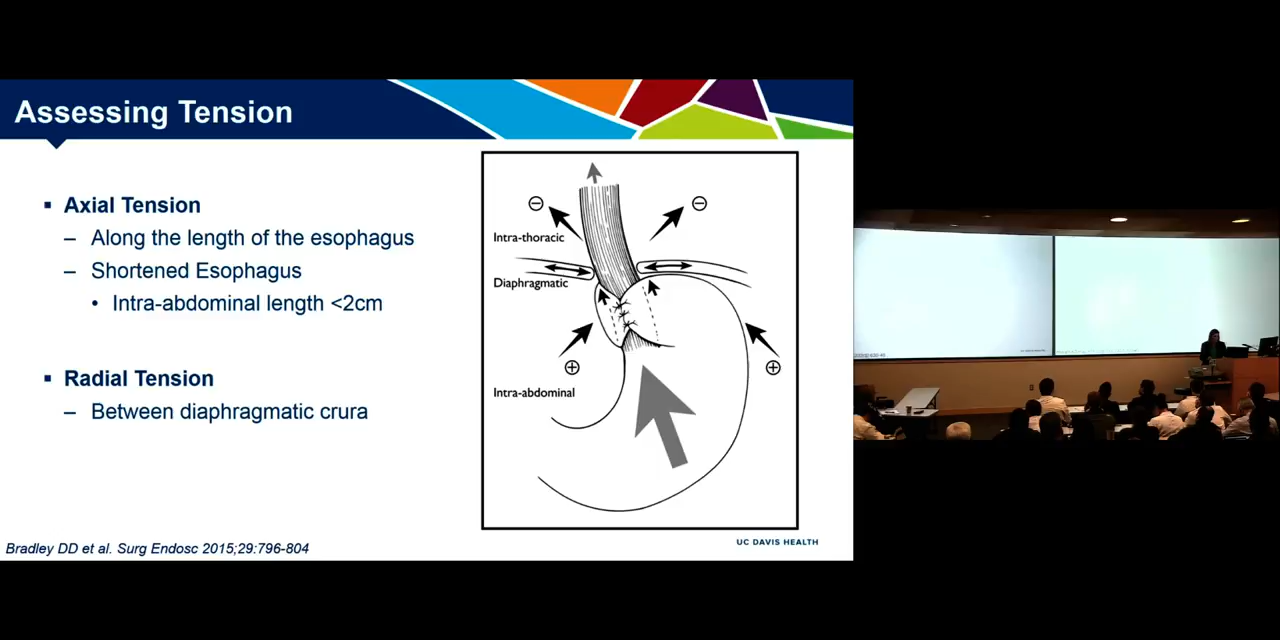 Assessing Tension
▪ Axial Tension
– Along the length of the esophagus
– Shortened Esophagus
• Intra-abdominal length <2cm
▪ Radial Tension
– Between diaphragmatic crura
Intra-thoracic
Diaphragmatic
Intra-abdominal
Bradley DD et al. Surg Endosc 2015;29:796-804
UC DAVIS HEALTH